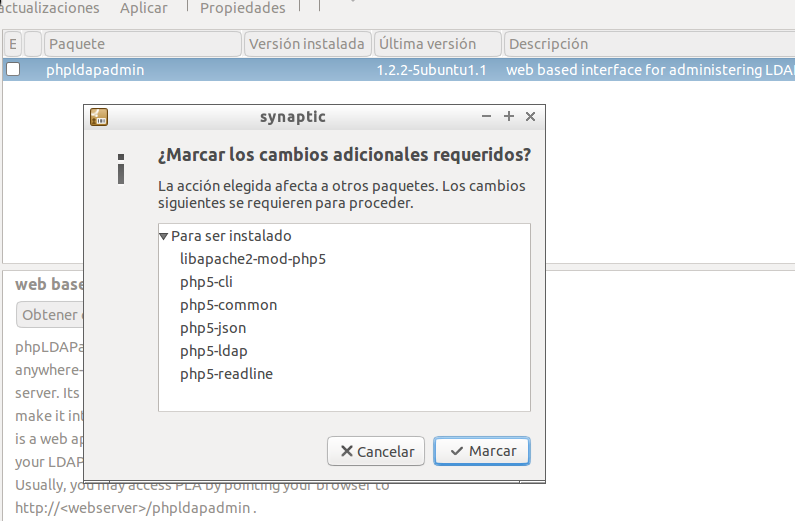 actualizaciones Aplicar Propiedades
E Paquete Versión instalada Última versión Descripción
phpldapadmin 1.2.2-5ubuntu1.1 web based interface for administering LDA
synaptic
¿Marcar los cambios adicionales requeridos?
La acción elegida afecta a otros paquetes. Los cambios
siguientes se requieren para proceder.
Para ser instalado
libapache2-mod-php5
php5-cli
php5-common
php5-json
php5-ldap
php5-readline
Cancelar Marcar
web base
Obtener
phpLDAPa
anywhere-
server. Its
make it int
is a web ap
your LDAP
Usually, you may access PLA by pointing your browser to
http://<webserver>/phpldapadmin .